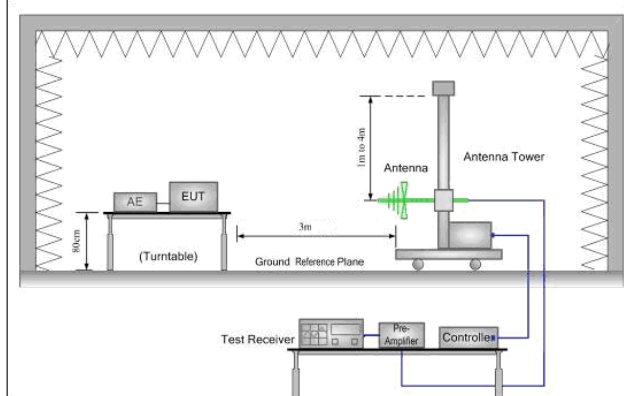 1m to 4m
Antenna
Antenna Tower
AE
EUT
80cm
(Turntable)
3m
Ground Reference Plane
Test Receiver
Pre-
Amplifier
Controller